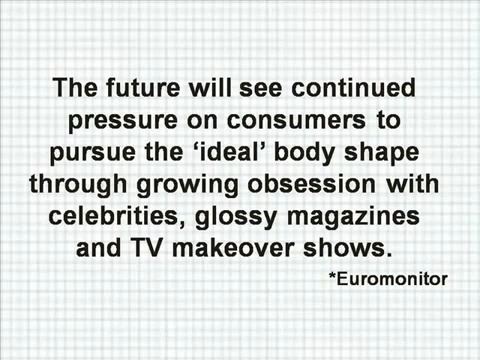 The future will see continued
pressure on consumers to
pursue the ‘ideal’ body shape
through growing obsession with
celebrities, glossy magazines
and TV makeover shows.
*Euromonitor